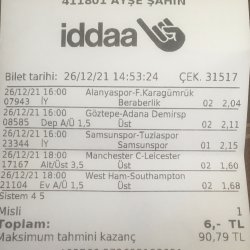 411801 AYŞE ŞAHİN
iddaa
Bilet tarihi: 26/12/21 14:53:24 ÇEK. 31517
26/12/21 16:00 Alanyaspor-F.Karagümrük
07943 İY Beraberlik 02 2,04
26/12/21 16:00 Göztepe-Adana Demirsp
08585 Dep A/Ü 1,5 Üst 02 2,11
26/12/21 16:00 Samsunspor-Tuzlaspor
23344 İY Samsunspor 01 2,15
26/12/21 18:00 Manchester C-Leicester
17167 Alt/Üst 3,5 Üst 02 1,60
26/12/21 18:00 West Ham-Southampton
21104 Ev A/Ü 1,5 Üst 02 1,68
Sistem 4 5
Misli 1
Toplam: 6,- TL
Maksimum tahmini kazanç 90,79 TL